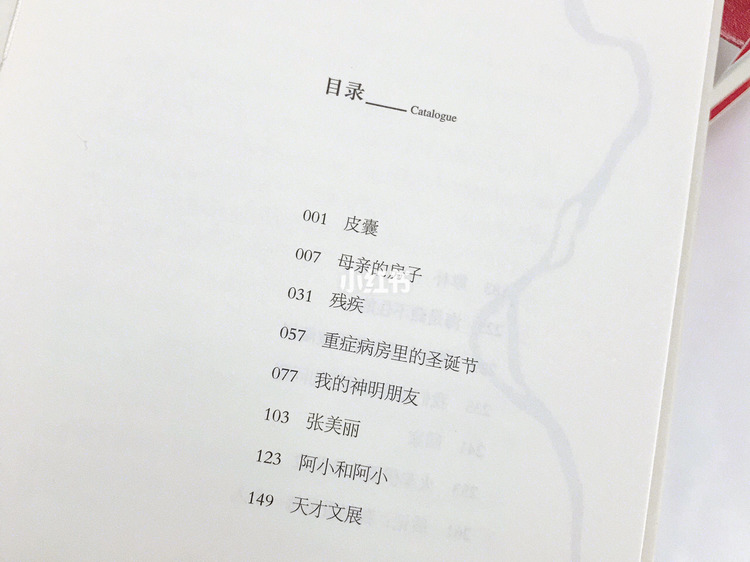 目录 Catalogue
001 皮囊
007 母亲的房子
小红书
031 残疾
057 重症病房里的圣诞节
077 我的神明朋友
103 张美丽
123 阿小和阿小
149 天才文展